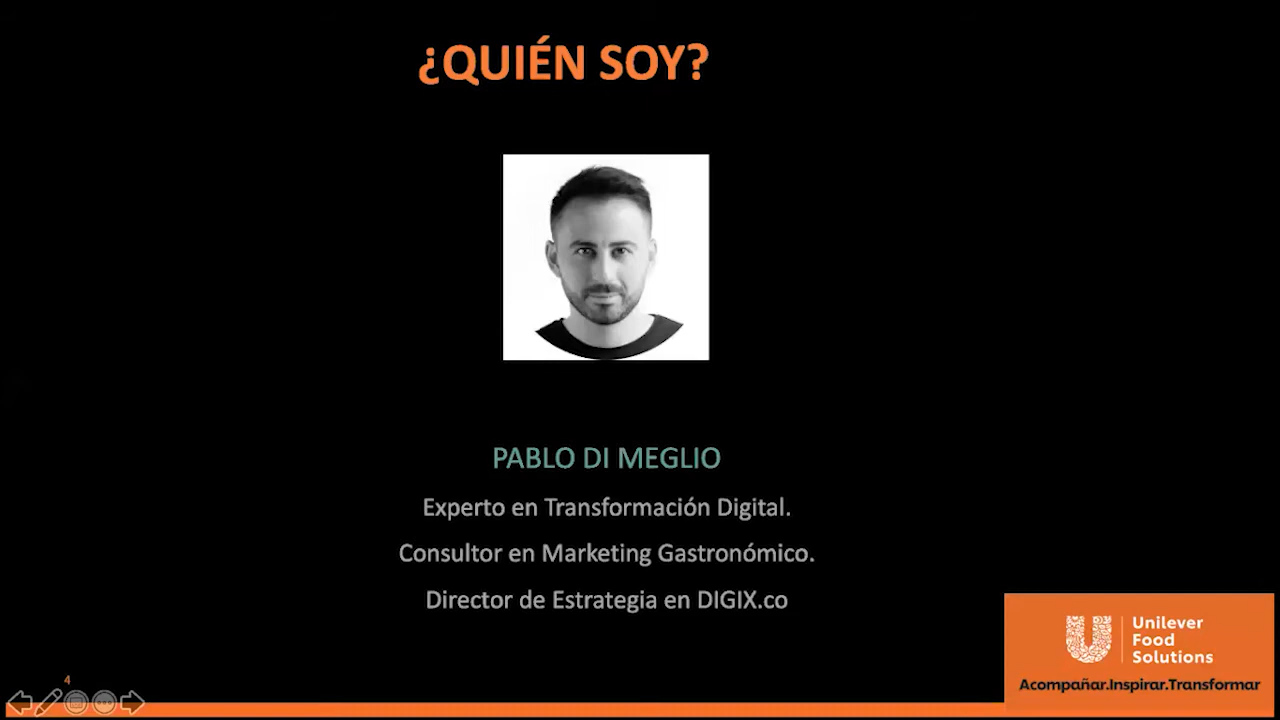 ¿QUIÉN SOY?
PABLO DI MEGLIO
Experto en Transformación Digital.
Consultor en Marketing Gastronómico.
Director de Estrategia en DIGIX.co
Unilever
Food
Solutions
Acompañar.Inspirar.Transformar
4